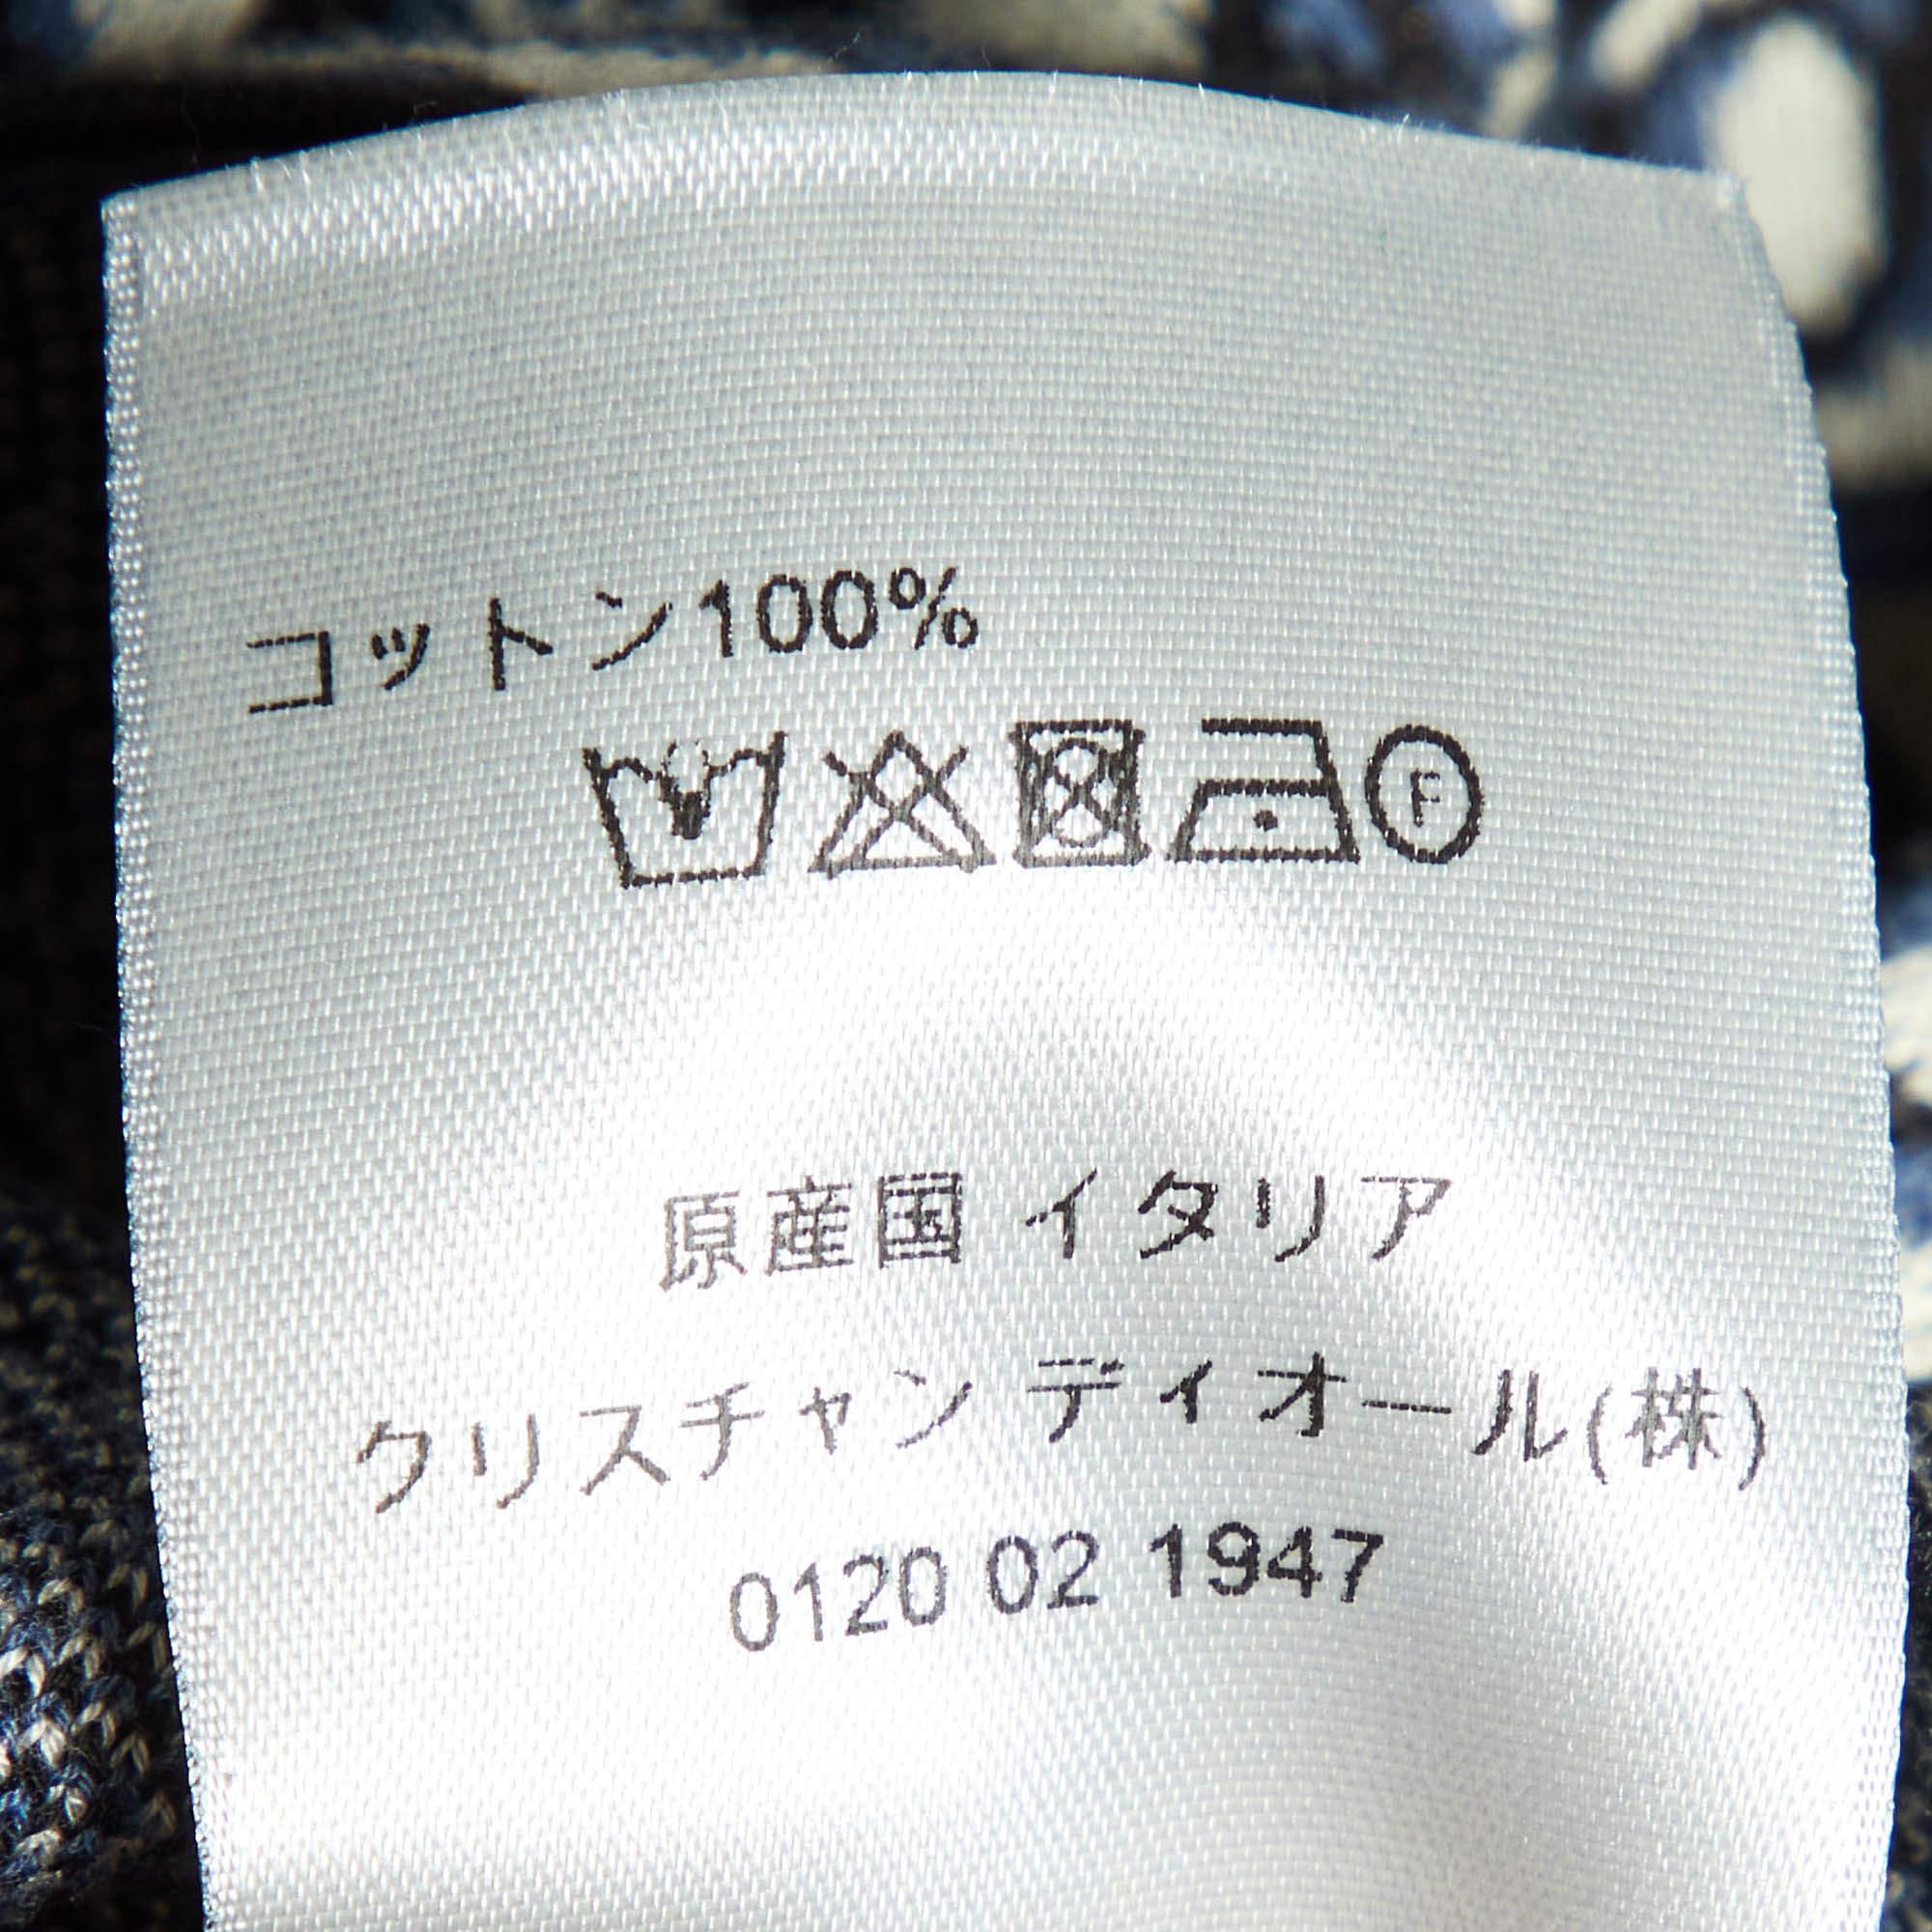 コットン100%
F
原産国 イタリア
クリスチャン ディオール(株)
0120 02 1947